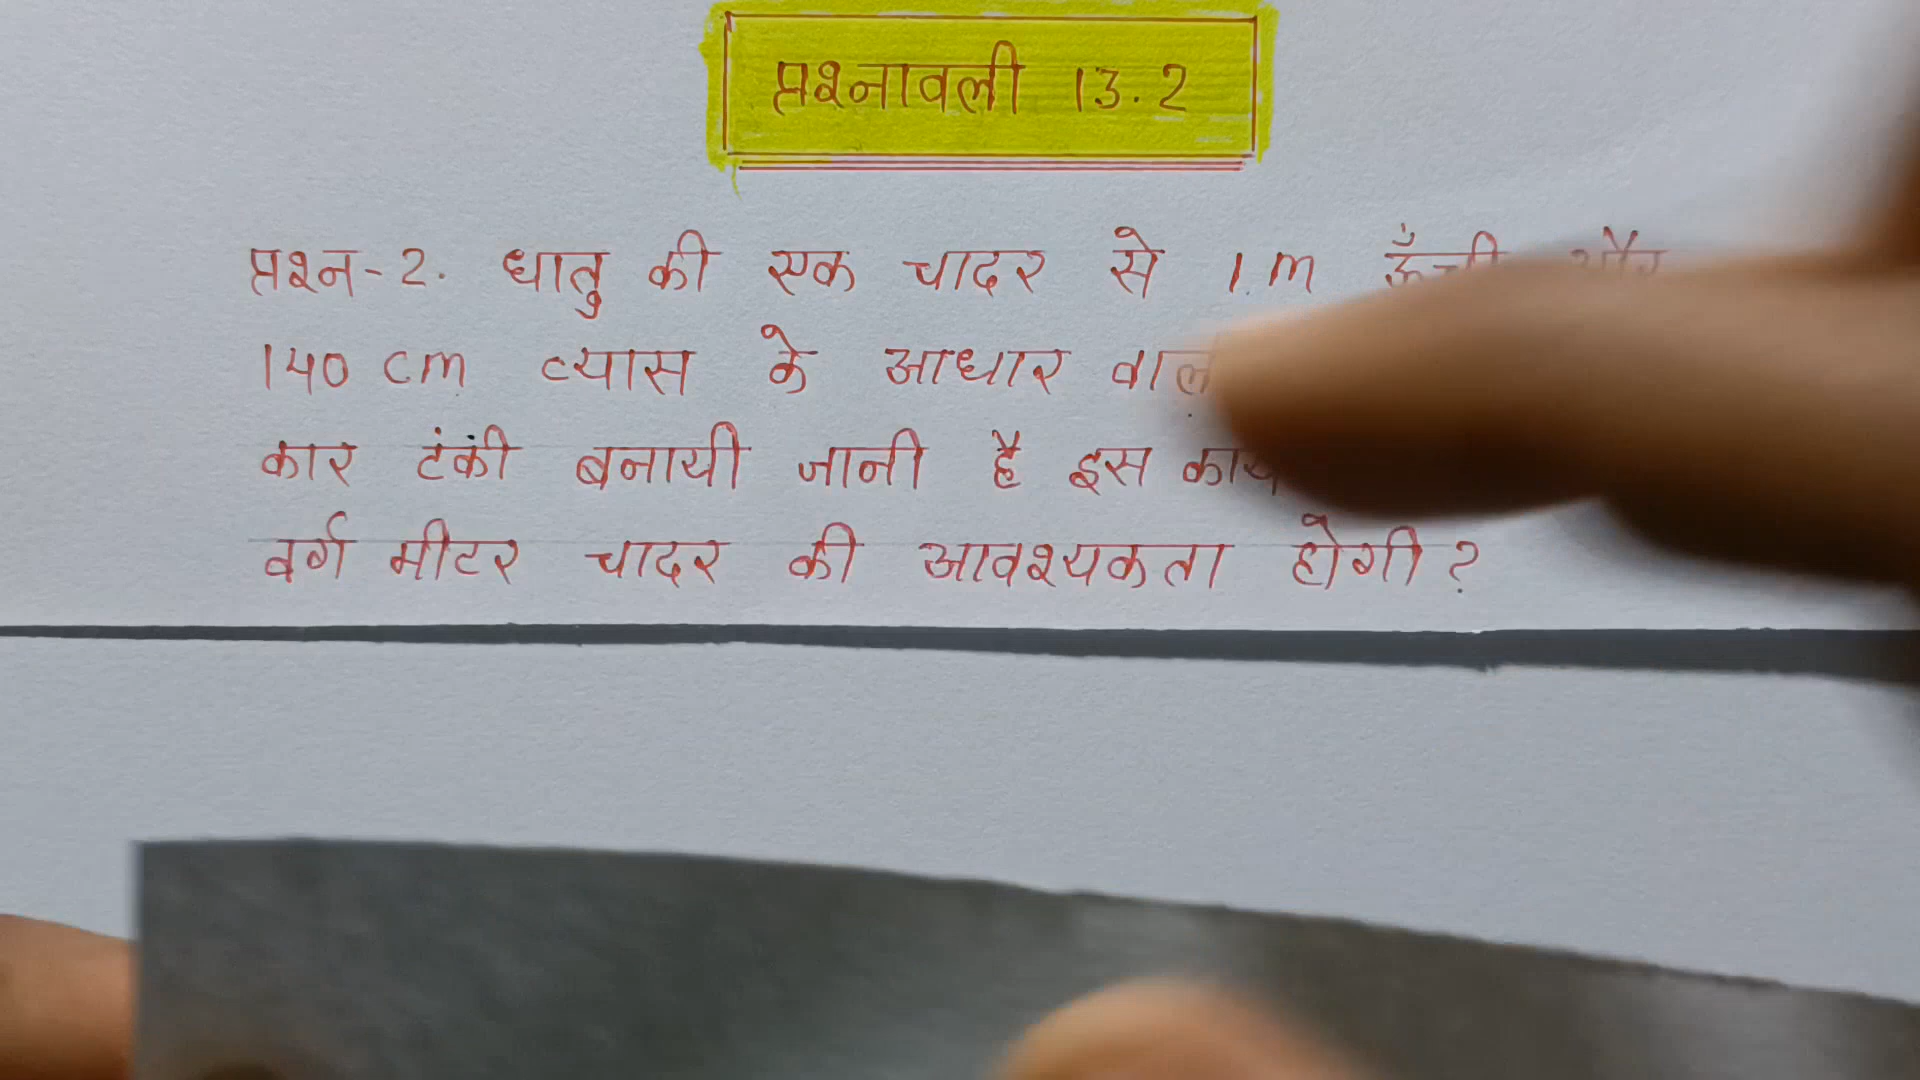 प्रश्नावली 13.2
प्रश्न-2. धातु की एक चादर से 1 m ऊँची और
140 cm व्यास के आधार
कार टंकी बनायी जानी है इस
वर्ग मीटर चादर की आवश्यकता होगी?